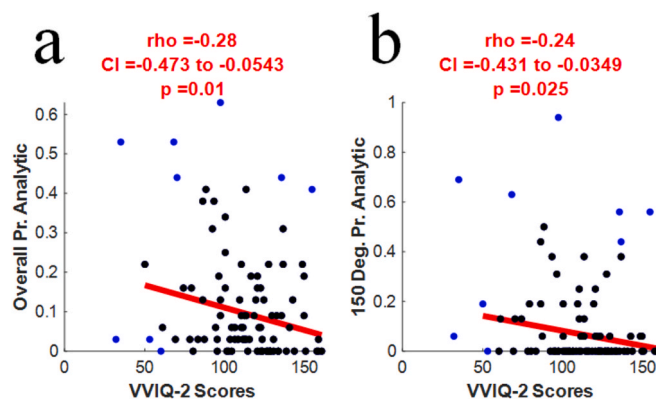 a
rho =-0.28
CI =-0.473 to -0.0543
p =0.01
Overall Pr. Analytic
0.6
0.5
0.4
0.3
0.2
0.1
0
0 50 100 150
VVIQ-2 Scores
b
rho =-0.24
CI =-0.431 to -0.0349
p =0.025
150 Deg. Pr. Analytic
1
0.8
0.6
0.4
0.2
0
0 50 100 150
VVIQ-2 Scores